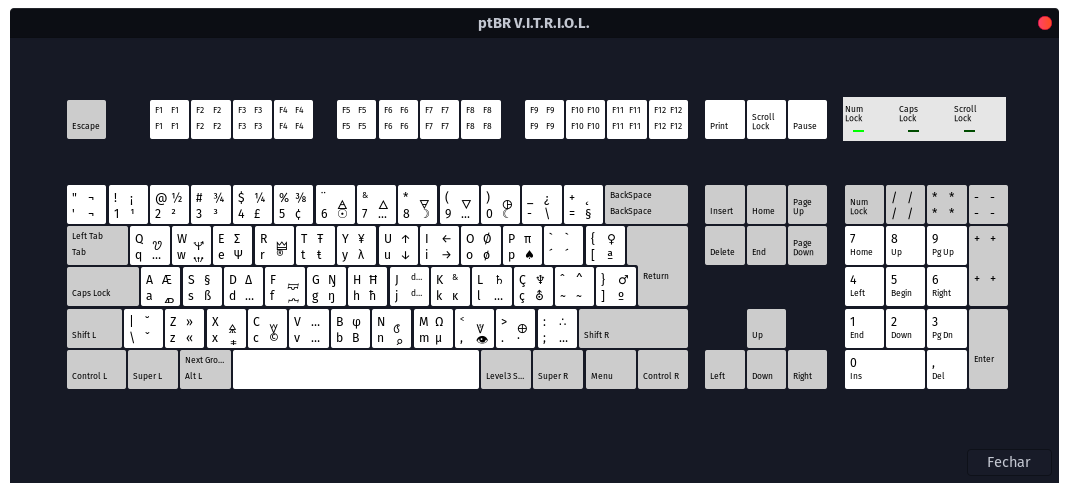 ptBR V.I.T.R.I.O.L.
F1 F1 F2 F2 F3 F3 F4 F4 F5 F5 F6 F6 F7 F7 F8 F8 F9 F9 F10 F10 F11 F11 F12 F12
Escape F1 F1 F2 F2 F3 F3 F4 F4 F5 F5 F6 F6 F7 F7 F8 F8 F9 F9 F10 F10 F11 F11 F12 F12 Print Scroll Lock Pause Num Lock Caps Lock Scroll Lock
" ¬ ! ¡ @ ½ # ¾ $ ¼ % ⅜ ¨ & * ( ) _ ¿ + BackSpace
' ¬ 1 ¹ 2 ² 3 ³ 4 £ 5 ¢ 6 ☉ 7 ... 8 ☽ 9 ... 0 ☾ - \ = § BackSpace Insert Home Page Up Num Lock / / / / * * * * - - - -
Left Tab Q W W E Σ R T Ŧ Y ¥ U ↑ I ← O Ø P π ` ` { ♀
Tab q ... w e Ψ r t ŧ y λ u ↓ i → o ø p ♠ ´ ´ [ ª Delete End Page Down 7 Home 8 Up 9 Pg Up + +
A Æ S § D Δ F G Ŋ H Ħ J d... K & L ♄ Ç ♆ ^ ^ } ♂ Return
Caps Lock a s ß d ... f g ŋ h ħ j d... k ĸ l ... ç ♁ ~ ~ ] º 4 Left 5 Begin 6 Right + +
| ˘ Z » X C V ... B φ N M Ω < > ⊕ : ∴
Shift L \ ˘ z « x c © v ... b B n m µ , . · ; ... Shift R Up 1 End 2 Down 3 Pg Dn Enter
Next Gro...
Control L Super L Alt L Level3 S... Super R Menu Control R Left Down Right 0 Ins , Del
Fechar